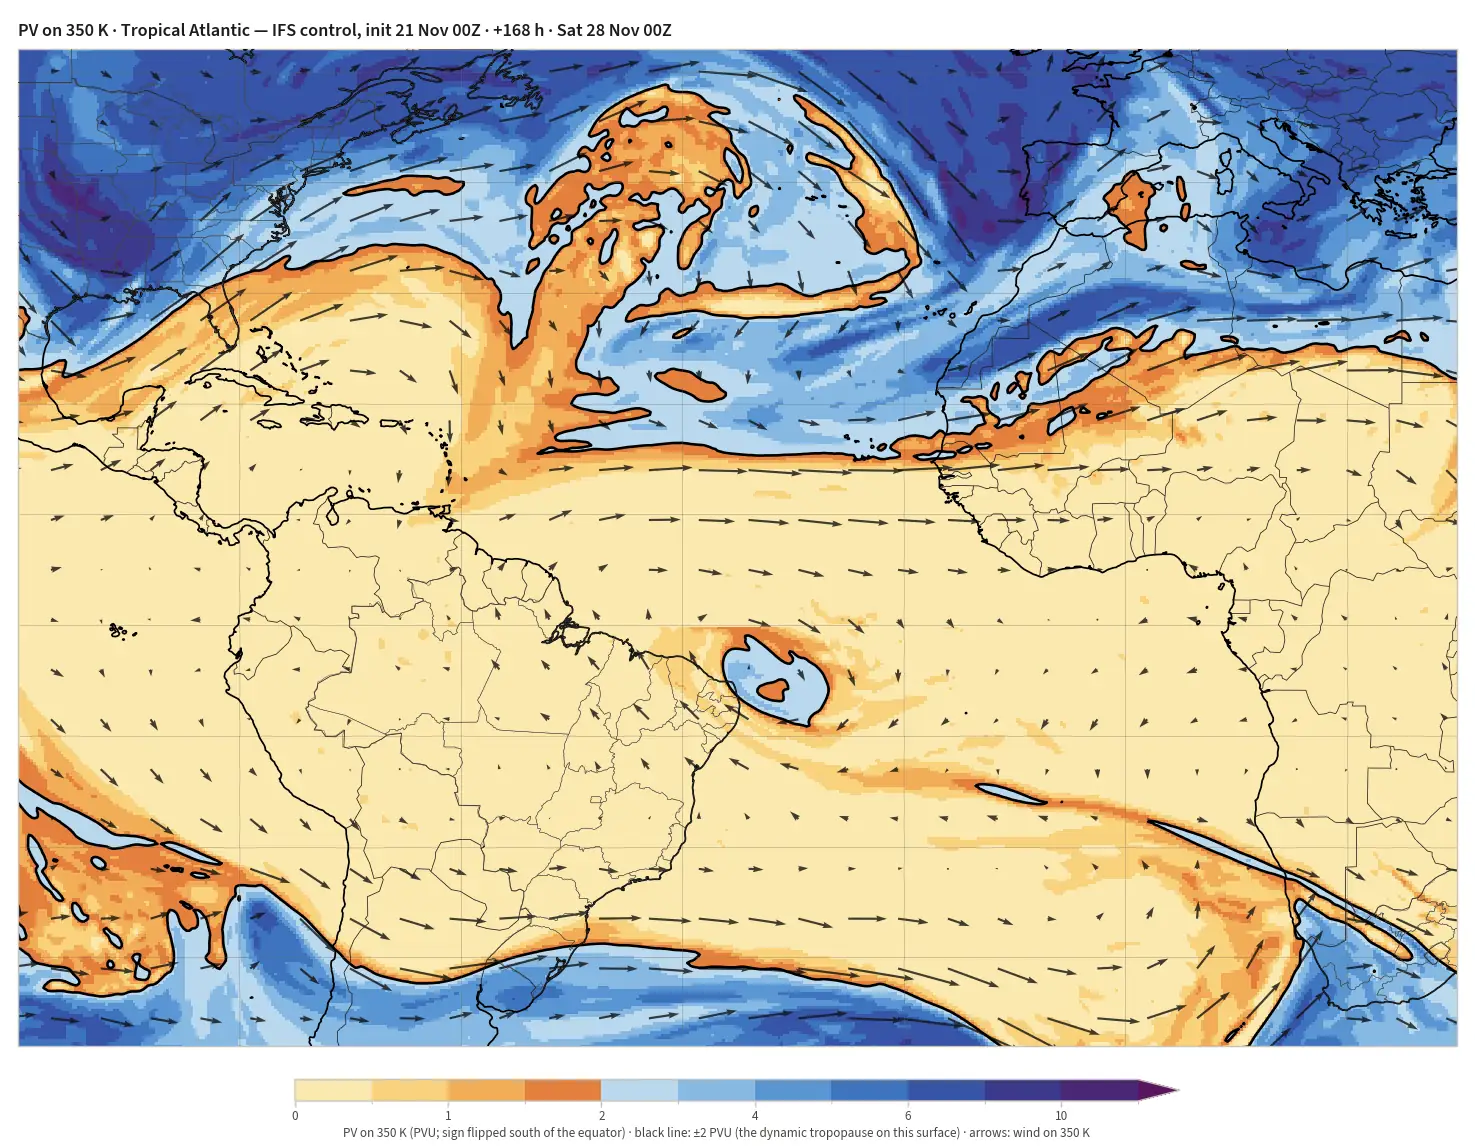 PV on 350 K · Tropical Atlantic — IFS control, init 21 Nov 00Z · +168 h · Sat 28 Nov 00Z
0 1 2 4 6 10
PV on 350 K (PVU; sign flipped south of the equator) · black line: ±2 PVU (the dynamic tropopause on this surface) · arrows: wind on 350 K